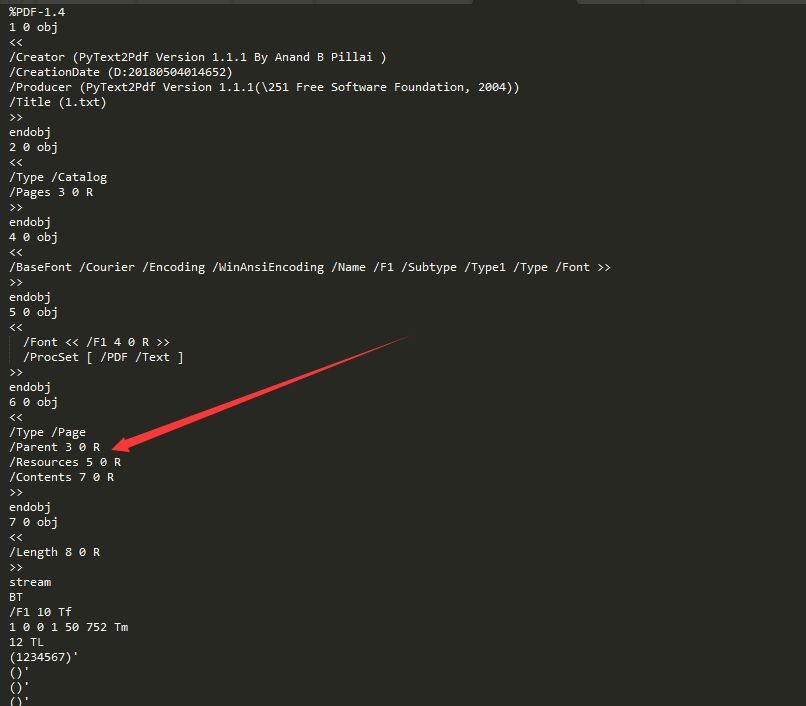 %PDF-1.4
1 0 obj
<<
/Creator (PyText2Pdf Version 1.1.1 By Anand B Pillai )
/CreationDate (D:20180504014652)
/Producer (PyText2Pdf Version 1.1.1(\251 Free Software Foundation, 2004))
/Title (1.txt)
>>
endobj
2 0 obj
<<
/Type /Catalog
/Pages 3 0 R
>>
endobj
4 0 obj
<<
/BaseFont /Courier /Encoding /WinAnsiEncoding /Name /F1 /Subtype /Type1 /Type /Font >>
>>
endobj
5 0 obj
<<
  /Font << /F1 4 0 R >>
  /ProcSet [ /PDF /Text ]
>>
endobj
6 0 obj
<<
/Type /Page
/Parent 3 0 R
/Resources 5 0 R
/Contents 7 0 R
>>
endobj
7 0 obj
<<
/Length 8 0 R
>>
stream
BT
/F1 10 Tf
1 0 0 1 50 752 Tm
12 TL
(1234567)'
()'
()'
()'